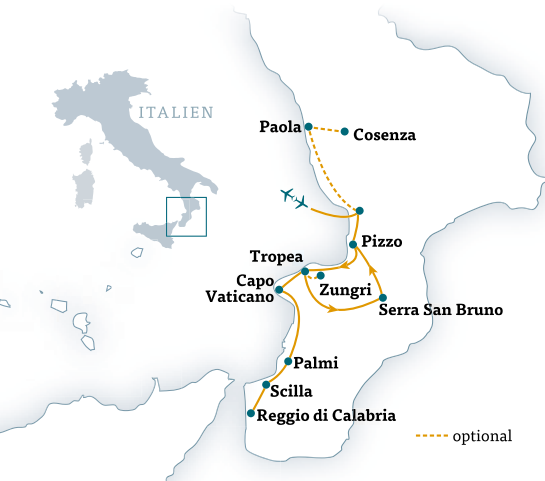 ITALIEN
Paola
Cosenza
Pizzo
Tropea
Capo
Vaticano
Zungri
Serra San Bruno
Palmi
Scilla
Reggio di Calabria
optional